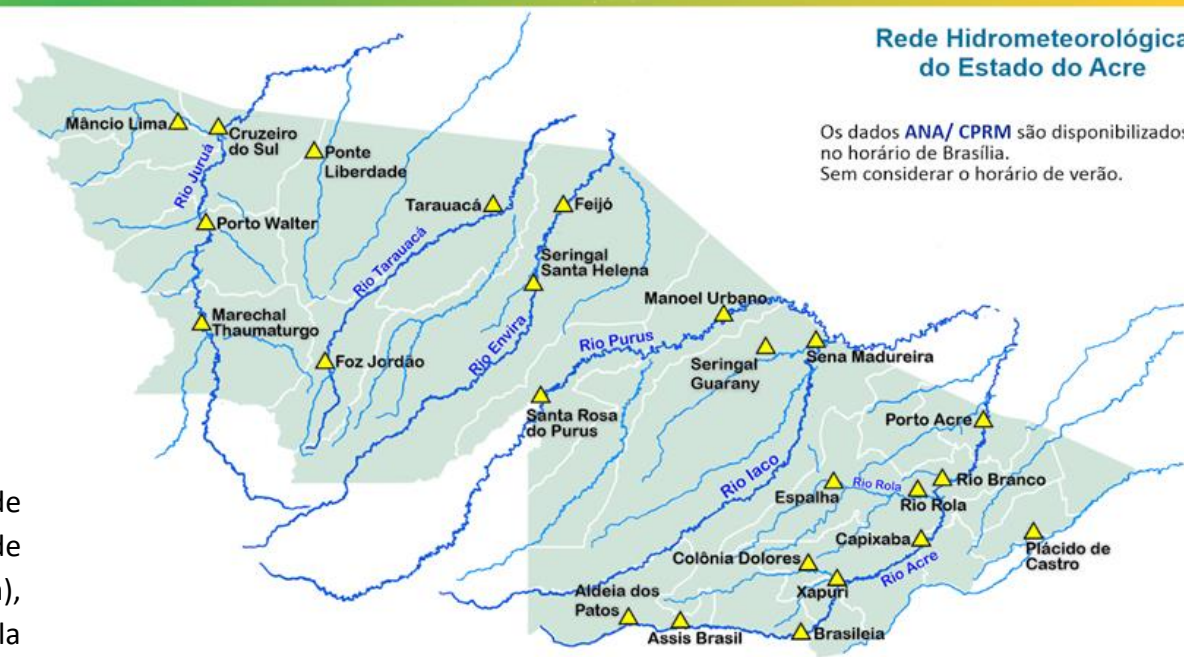 Rede Hidrometeorológica
do Estado do Acre
Os dados ANA/ CPRM são disponibilizados
no horário de Brasília.
Sem considerar o horário de verão.
Mâncio Lima
Cruzeiro
do Sul
Ponte
Liberdade
Rio Juruá
Porto Walter
Tarauacá
Feijó
Rio Tarauacá
Seringal
Santa Helena
Marechal
Thaumaturgo
Foz Jordão
Rio Envira
Manoel Urbano
Rio Purus
Seringal
Guarany
Sena Madureira
Santa Rosa
do Purus
Porto Acre
Rio Iaco
Espalha
Rio Rola
Rio Rola
Rio Branco
Capixaba
Plácido de
Castro
Colônia Dolores
Rio Acre
Xapuri
Aldeia dos
Patos
Assis Brasil
Brasileia
de
de
),
la